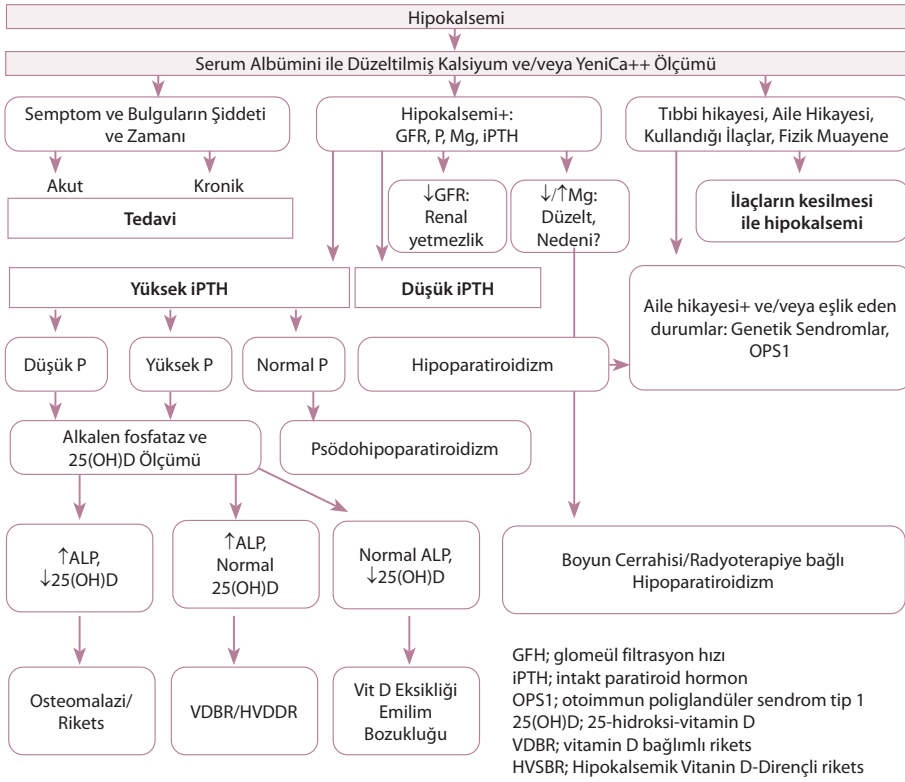 Hipokalsemi
Serum Albümini ile Düzeltilmiş Kalsiyum ve/veya YeniCa++ Ölçümü
Semptom ve Bulguların Şiddeti
ve Zamanı
Hipokalsemi+:
GFR, P, Mg, iPTH
Tıbbi hikayesi, Aile Hikayesi,
Kullandığı İlaçlar, Fizik Muayene
Akut
Kronik
Tedavi
↓GFR:
Renal
yetmezlik
↓/↑Mg:
Düzelt,
Nedeni?
İlaçların kesilmesi
ile hipokalsemi
Yüksek iPTH
Düşük iPTH
Aile hikayesi+ ve/veya eşlik eden
durumlar: Genetik Sendromlar,
OPS1
Düşük P
Yüksek P
Normal P
Hipoparatiroidizm
Alkalen fosfataz ve
25(OH)D Ölçümü
Psödohipoparatiroidizm
↑ALP,
↓25(OH)D
↑ALP,
Normal
25(OH)D
Normal ALP,
↓25(OH)D
Boyun Cerrahisi/Radyoterapiye bağlı
Hipoparatiroidizm
Osteomalazi/
Rikets
VDBR/HVDDR
Vit D Eksikliği
Emilim
Bozukluğu
GFH; glomeül filtrasyon hızı
iPTH; intakt paratiroid hormon
OPS1; otoimmun poliglandüler sendrom tip 1
25(OH)D; 25-hidroksi-vitamin D
VDBR; vitamin D bağımlı rikets
HVSBR; Hipokalsemik Vitanin D-Dirençli rikets